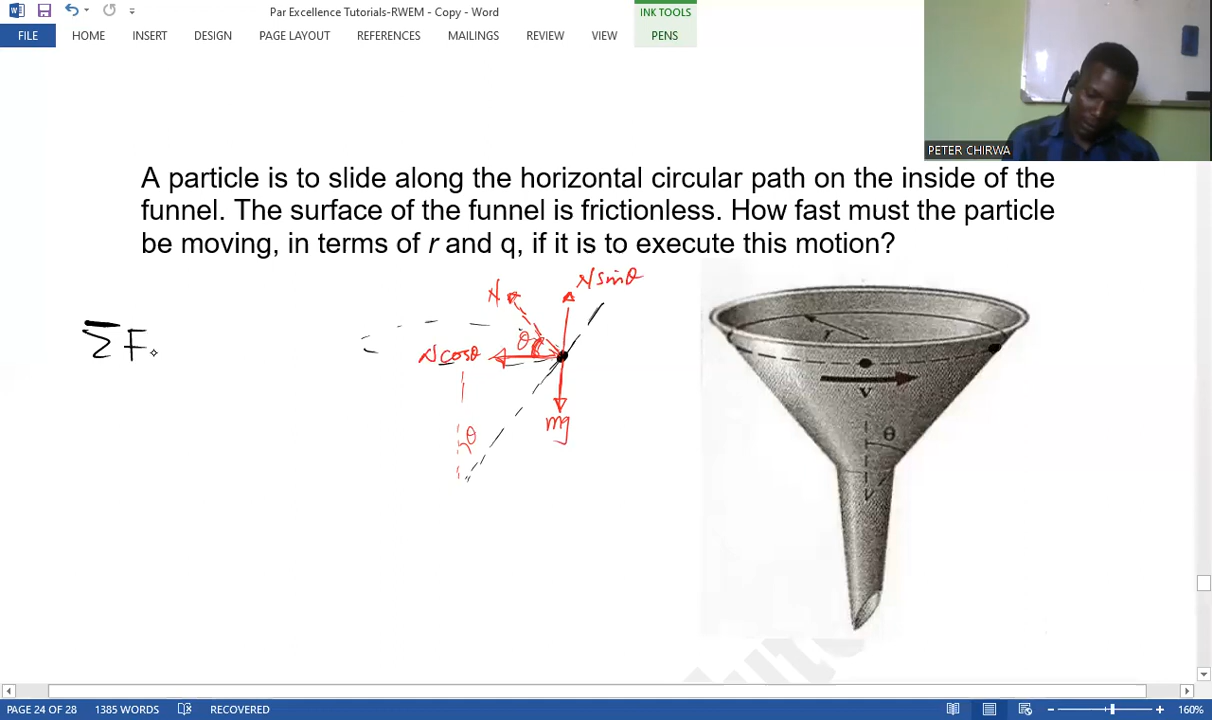 Par Excellence Tutorials-RWEM - Copy - Word
INK TOOLS
FILE HOME INSERT DESIGN PAGE LAYOUT REFERENCES MAILINGS REVIEW VIEW PENS
PETER CHIRWA
A particle is to slide along the horizontal circular path on the inside of the
funnel. The surface of the funnel is frictionless. How fast must the particle
be moving, in terms of r and q, if it is to execute this motion?
N sinθ
N
θ
N cosθ
ΣF
mg
θ
r
v
θ
PAGE 24 OF 28 1385 WORDS RECOVERED 160%